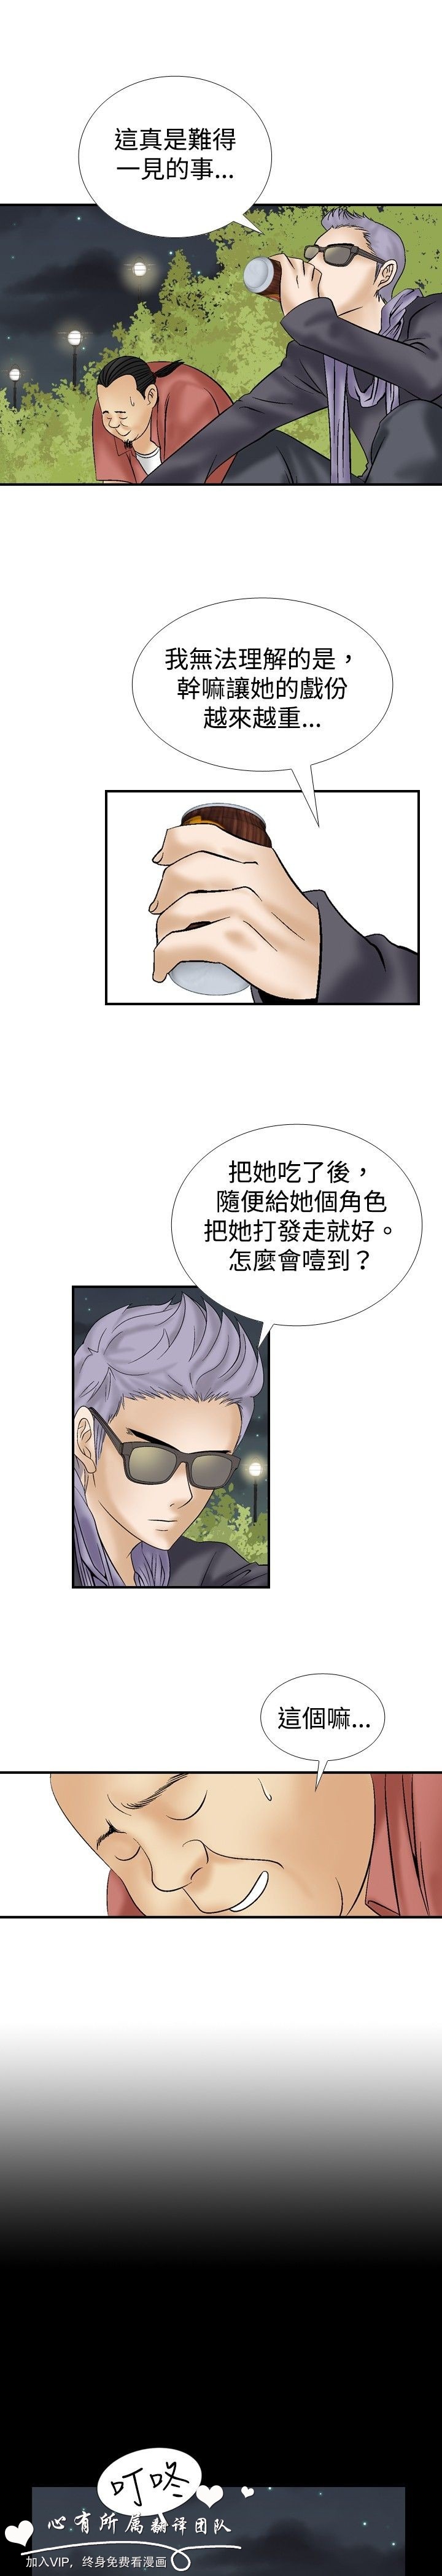 這真是難得
一見的事...
我無法理解的是，
幹嘛讓她的戲份
越來越重...
把她吃了後，
隨便給她個角色
把她打發走就好。
怎麼會噎到？
這個嘛...
叮咚
心有所属翻译团队
加入VIP，终身免费看漫画